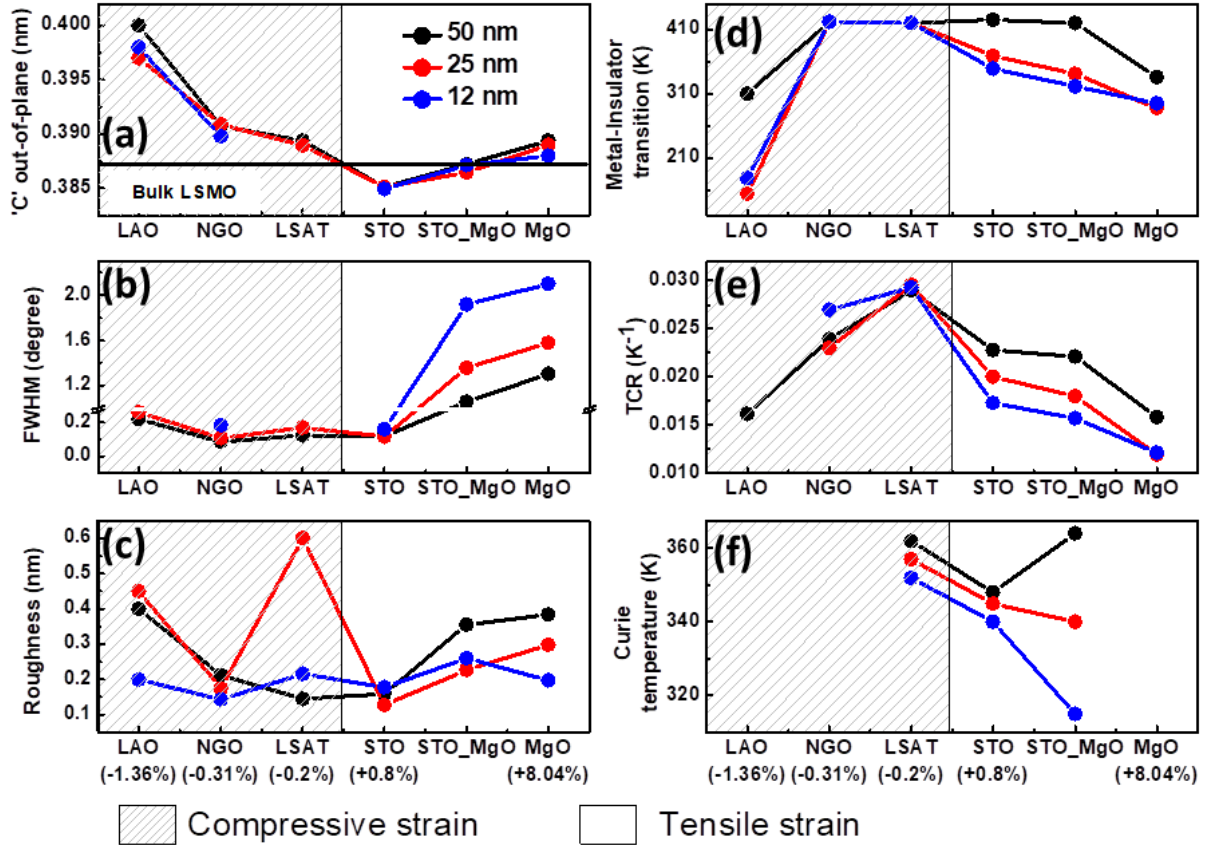 0.400
0.395
0.390
0.385
'C' out-of-plane (nm)
(a)
50 nm
25 nm
12 nm
Bulk LSMO
LAO NGO LSAT STO STO_MgO MgO
410
310
210
Metal-Insulator
transition (K)
(d)
LAO NGO LSAT STO STO_MgO MgO
2.0
1.6
1.2
0.2
0.0
FWHM (degree)
(b)
LAO NGO LSAT STO STO_MgO MgO
0.030
0.025
0.020
0.015
0.010
TCR (K⁻¹)
(e)
LAO NGO LSAT STO STO_MgO MgO
0.6
0.5
0.4
0.3
0.2
0.1
Roughness (nm)
(c)
LAO NGO LSAT STO STO_MgO MgO
(-1.36%) (-0.31%) (-0.2%) (+0.8%) (+8.04%)
360
340
320
Curie
temperature (K)
(f)
LAO NGO LSAT STO STO_MgO MgO
(-1.36%) (-0.31%) (-0.2%) (+0.8%) (+8.04%)
Compressive strain
Tensile strain